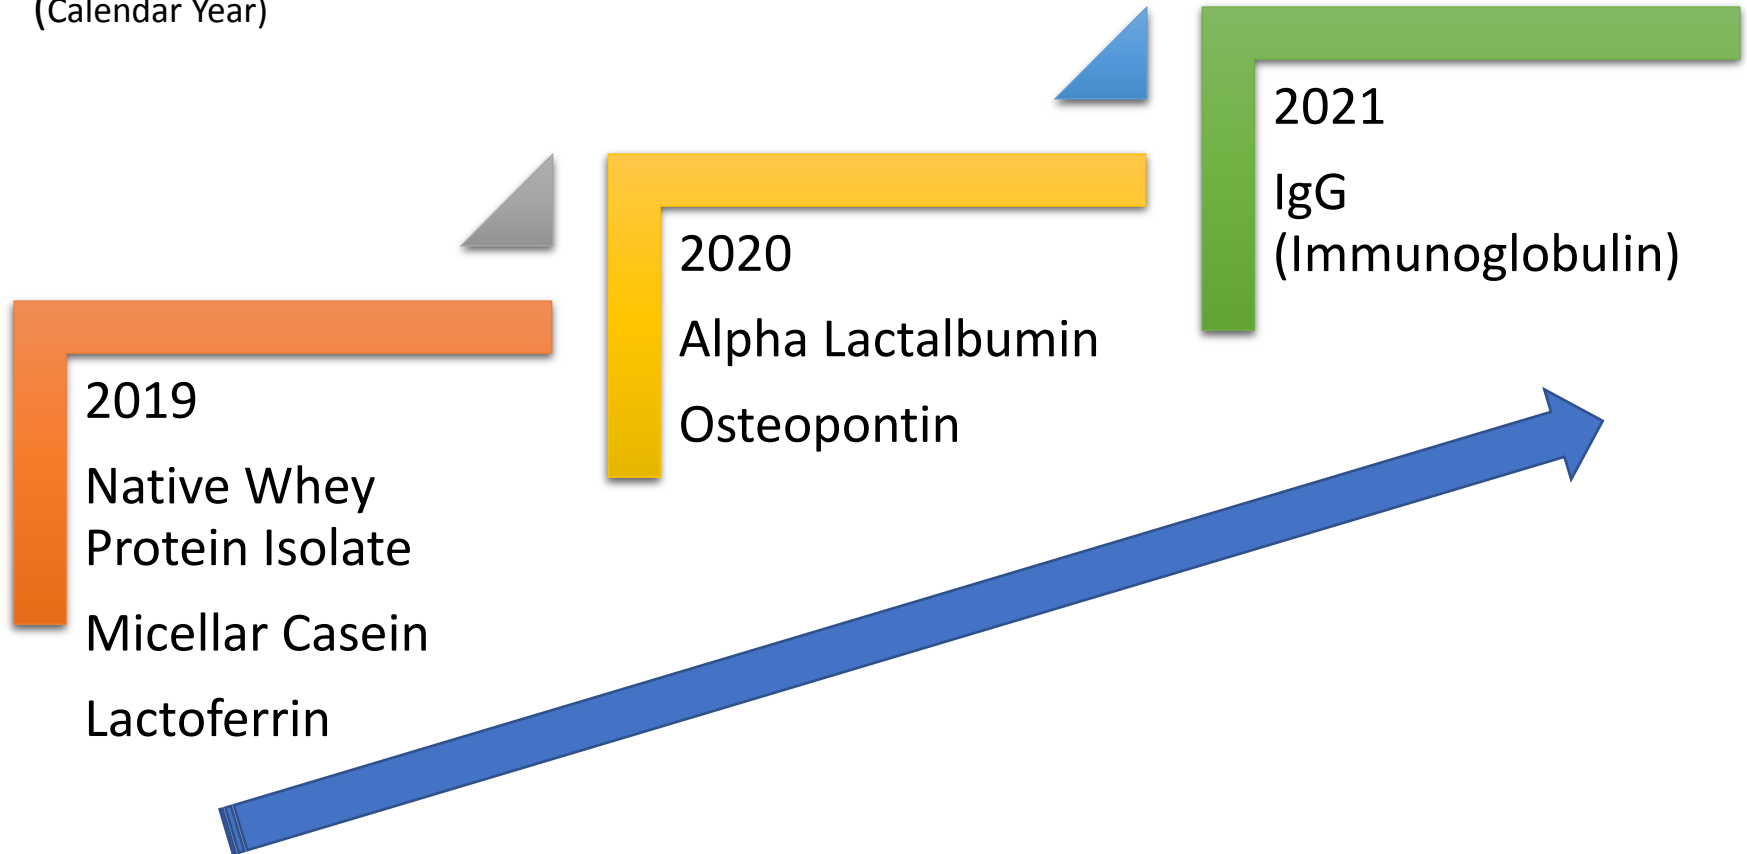 (Calendar Year)
2019
Native Whey
Protein Isolate
Micellar Casein
Lactoferrin
2020
Alpha Lactalbumin
Osteopontin
2021
IgG
(Immunoglobulin)